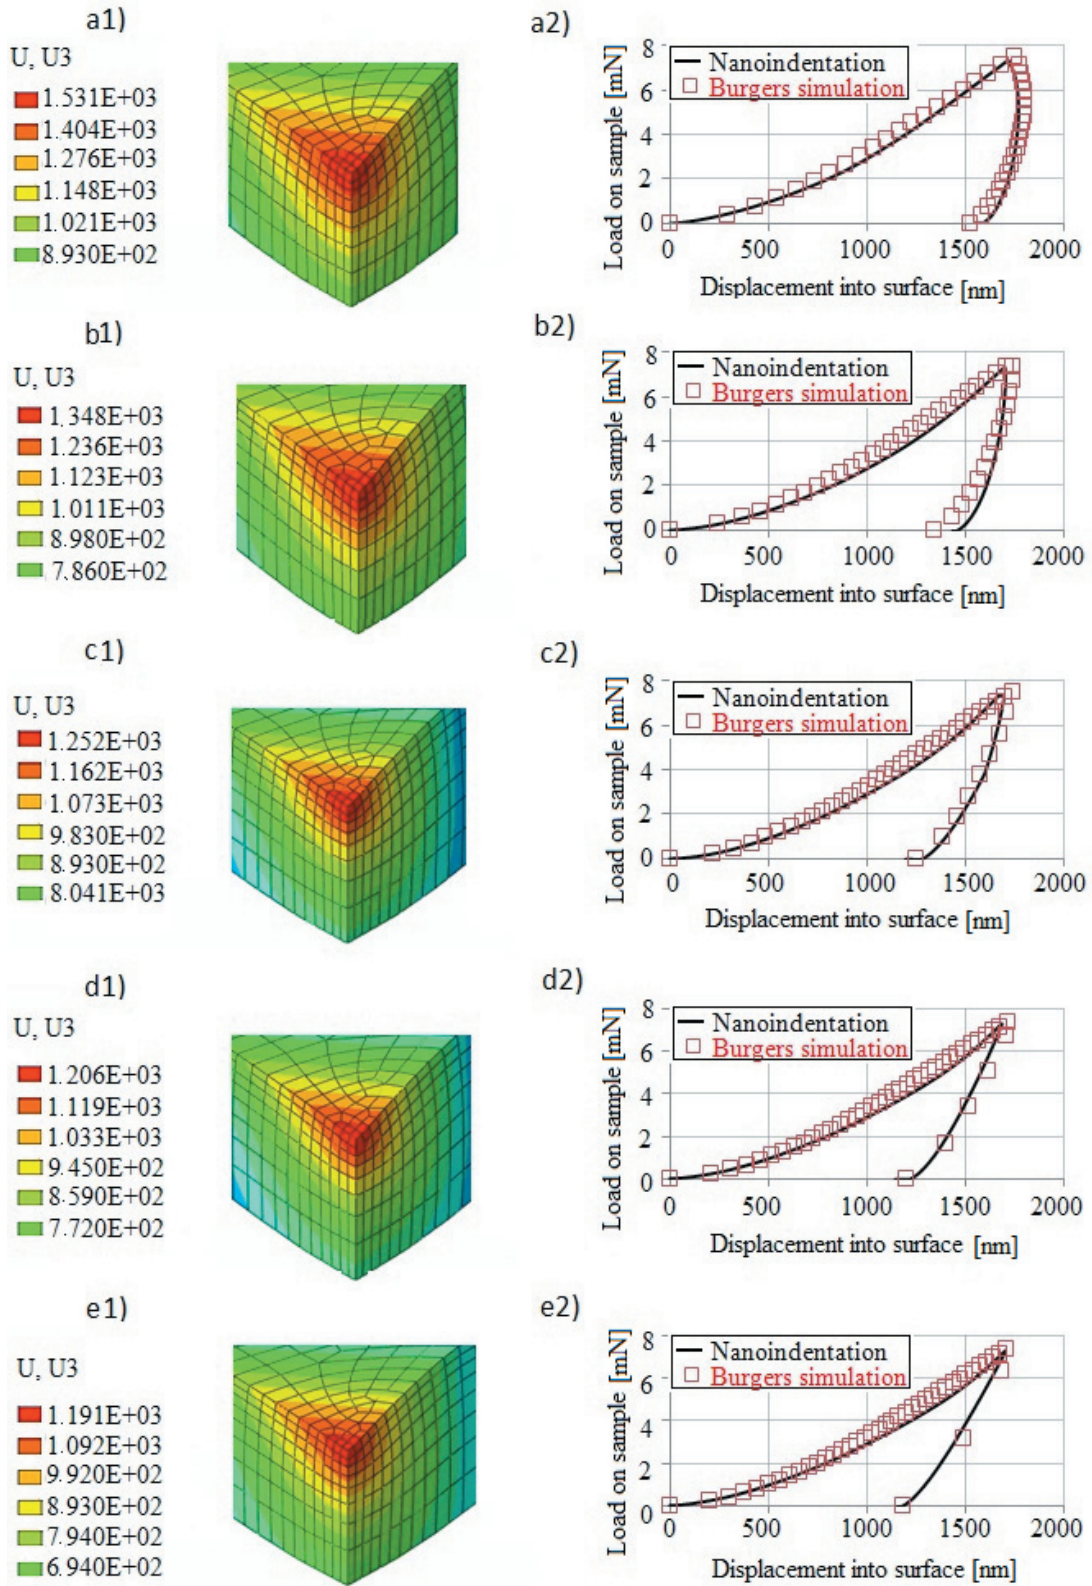 a1)
U, U3
1.531E+03
1.404E+03
1.276E+03
1.148E+03
1.021E+03
8.930E+02
a2)
Load on sample [mN]
8
6
4
2
0
Nanoindentation
Burgers simulation
0 500 1000 1500 2000
Displacement into surface [nm]
b1)
U, U3
1.348E+03
1.236E+03
1.123E+03
1.011E+03
8.980E+02
7.860E+02
b2)
Load on sample [mN]
8
6
4
2
0
Nanoindentation
Burgers simulation
0 500 1000 1500 2000
Displacement into surface [nm]
c1)
U, U3
1.252E+03
1.162E+03
1.073E+03
9.830E+02
8.930E+02
8.041E+03
c2)
Load on sample [mN]
8
6
4
2
0
Nanoindentation
Burgers simulation
0 500 1000 1500 2000
Displacement into surface [nm]
d1)
U, U3
1.206E+03
1.119E+03
1.033E+03
9.450E+02
8.590E+02
7.720E+02
d2)
Load on sample [mN]
8
6
4
2
0
Nanoindentation
Burgers simulation
0 500 1000 1500 2000
Displacement into surface [nm]
e1)
U, U3
1.191E+03
1.092E+03
9.920E+02
8.930E+02
7.940E+02
6.940E+02
e2)
Load on sample [mN]
8
6
4
2
0
Nanoindentation
Burgers simulation
0 500 1000 1500 2000
Displacement into surface [nm]